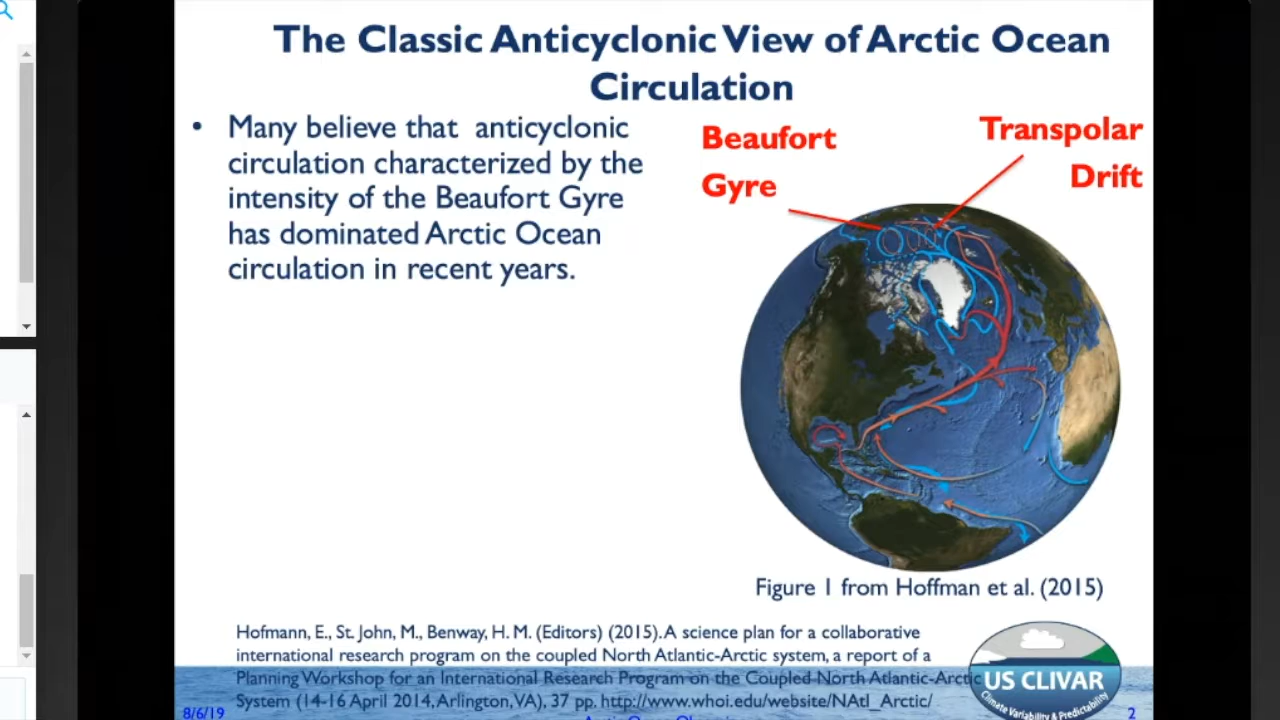 The Classic Anticyclonic View of Arctic Ocean
Circulation
• Many believe that anticyclonic
circulation characterized by the
intensity of the Beaufort Gyre
has dominated Arctic Ocean
circulation in recent years.
Beaufort
Gyre
Transpolar
Drift
Figure 1 from Hoffman et al. (2015)
Hofmann, E., St. John, M., Benway, H. M. (Editors) (2015). A science plan for a collaborative
international research program on the coupled North Atlantic-Arctic system, a report of a
Planning Workshop for an International Research Program on the Coupled North Atlantic-Arctic
System (14-16 April 2014, Arlington, VA), 37 pp. http://www.whoi.edu/website/NAtl_Arctic/
US CLIVAR
Climate Variability & Predictability
8/6/19
2